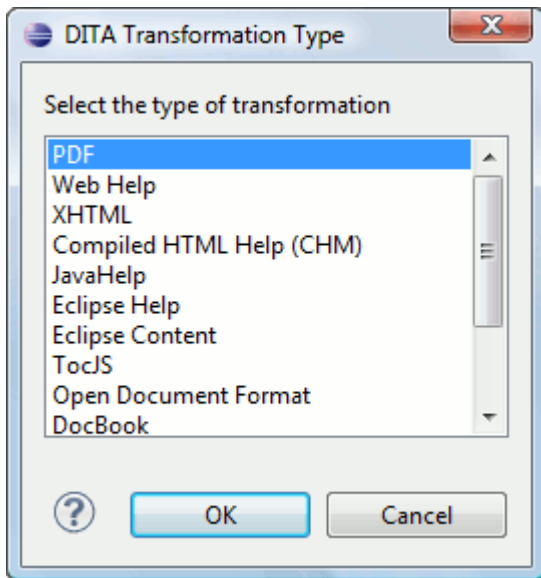 DITA Transformation Type
Select the type of transformation
PDF
Web Help
XHTML
Compiled HTML Help (CHM)
JavaHelp
Eclipse Help
Eclipse Content
TocJS
Open Document Format
DocBook
?
OK
Cancel